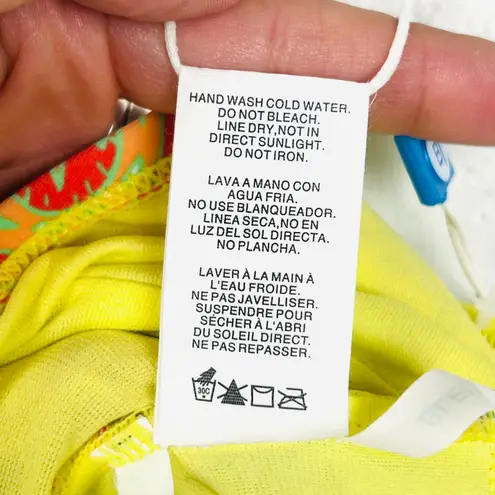 HAND WASH COLD WATER.
DO NOT BLEACH.
LINE DRY,NOT IN
DIRECT SUNLIGHT.
DO NOT IRON.
LAVA A MANO CON
AGUA FRIA.
NO USE BLANQUEADOR.
LINEA SECA,NO EN
LUZ DEL SOL DIRECTA.
NO PLANCHA.
LAVER À LA MAIN À
L'EAU FROIDE.
NE PAS JAVELLISER.
SUSPENDRE POUR
SÉCHER À L'ABRI
DU SOLEIL DIRECT.
NE PAS REPASSER.
30C